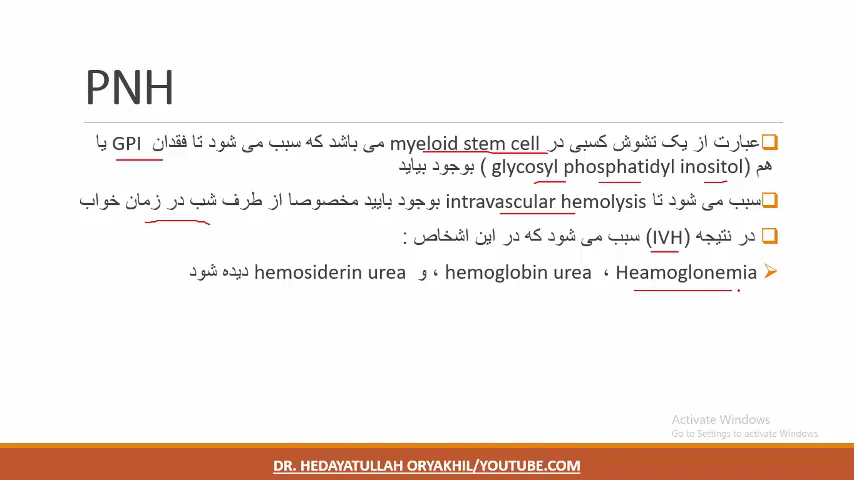 PNH
عبارت از یک تشوش کسبی در myeloid stem cell می باشد که سبب می شود تا فقدان GPI یا
هم (glycosyl phosphatidyl inositol ) بوجود بیاید
سبب می شود تا intravascular hemolysis بوجود بایید مخصوصا از طرف شب در زمان خواب
در نتیجه (IVH) سبب می شود که در این اشخاص :
Heamoglonemia ، hemoglobin urea ، و hemosiderin urea دیده شود
Activate Windows
Go to Settings to activate Windows.
DR. HEDAYATULLAH ORYAKHIL/YOUTUBE.COM